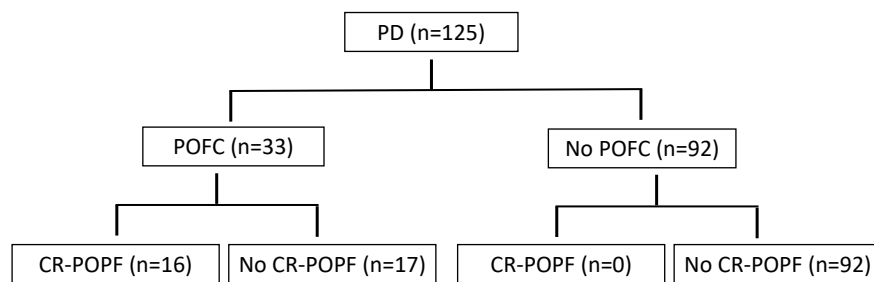 PD (n=125)
POFC (n=33)
No POFC (n=92)
CR-POPF (n=16)
No CR-POPF (n=17)
CR-POPF (n=0)
No CR-POPF (n=92)